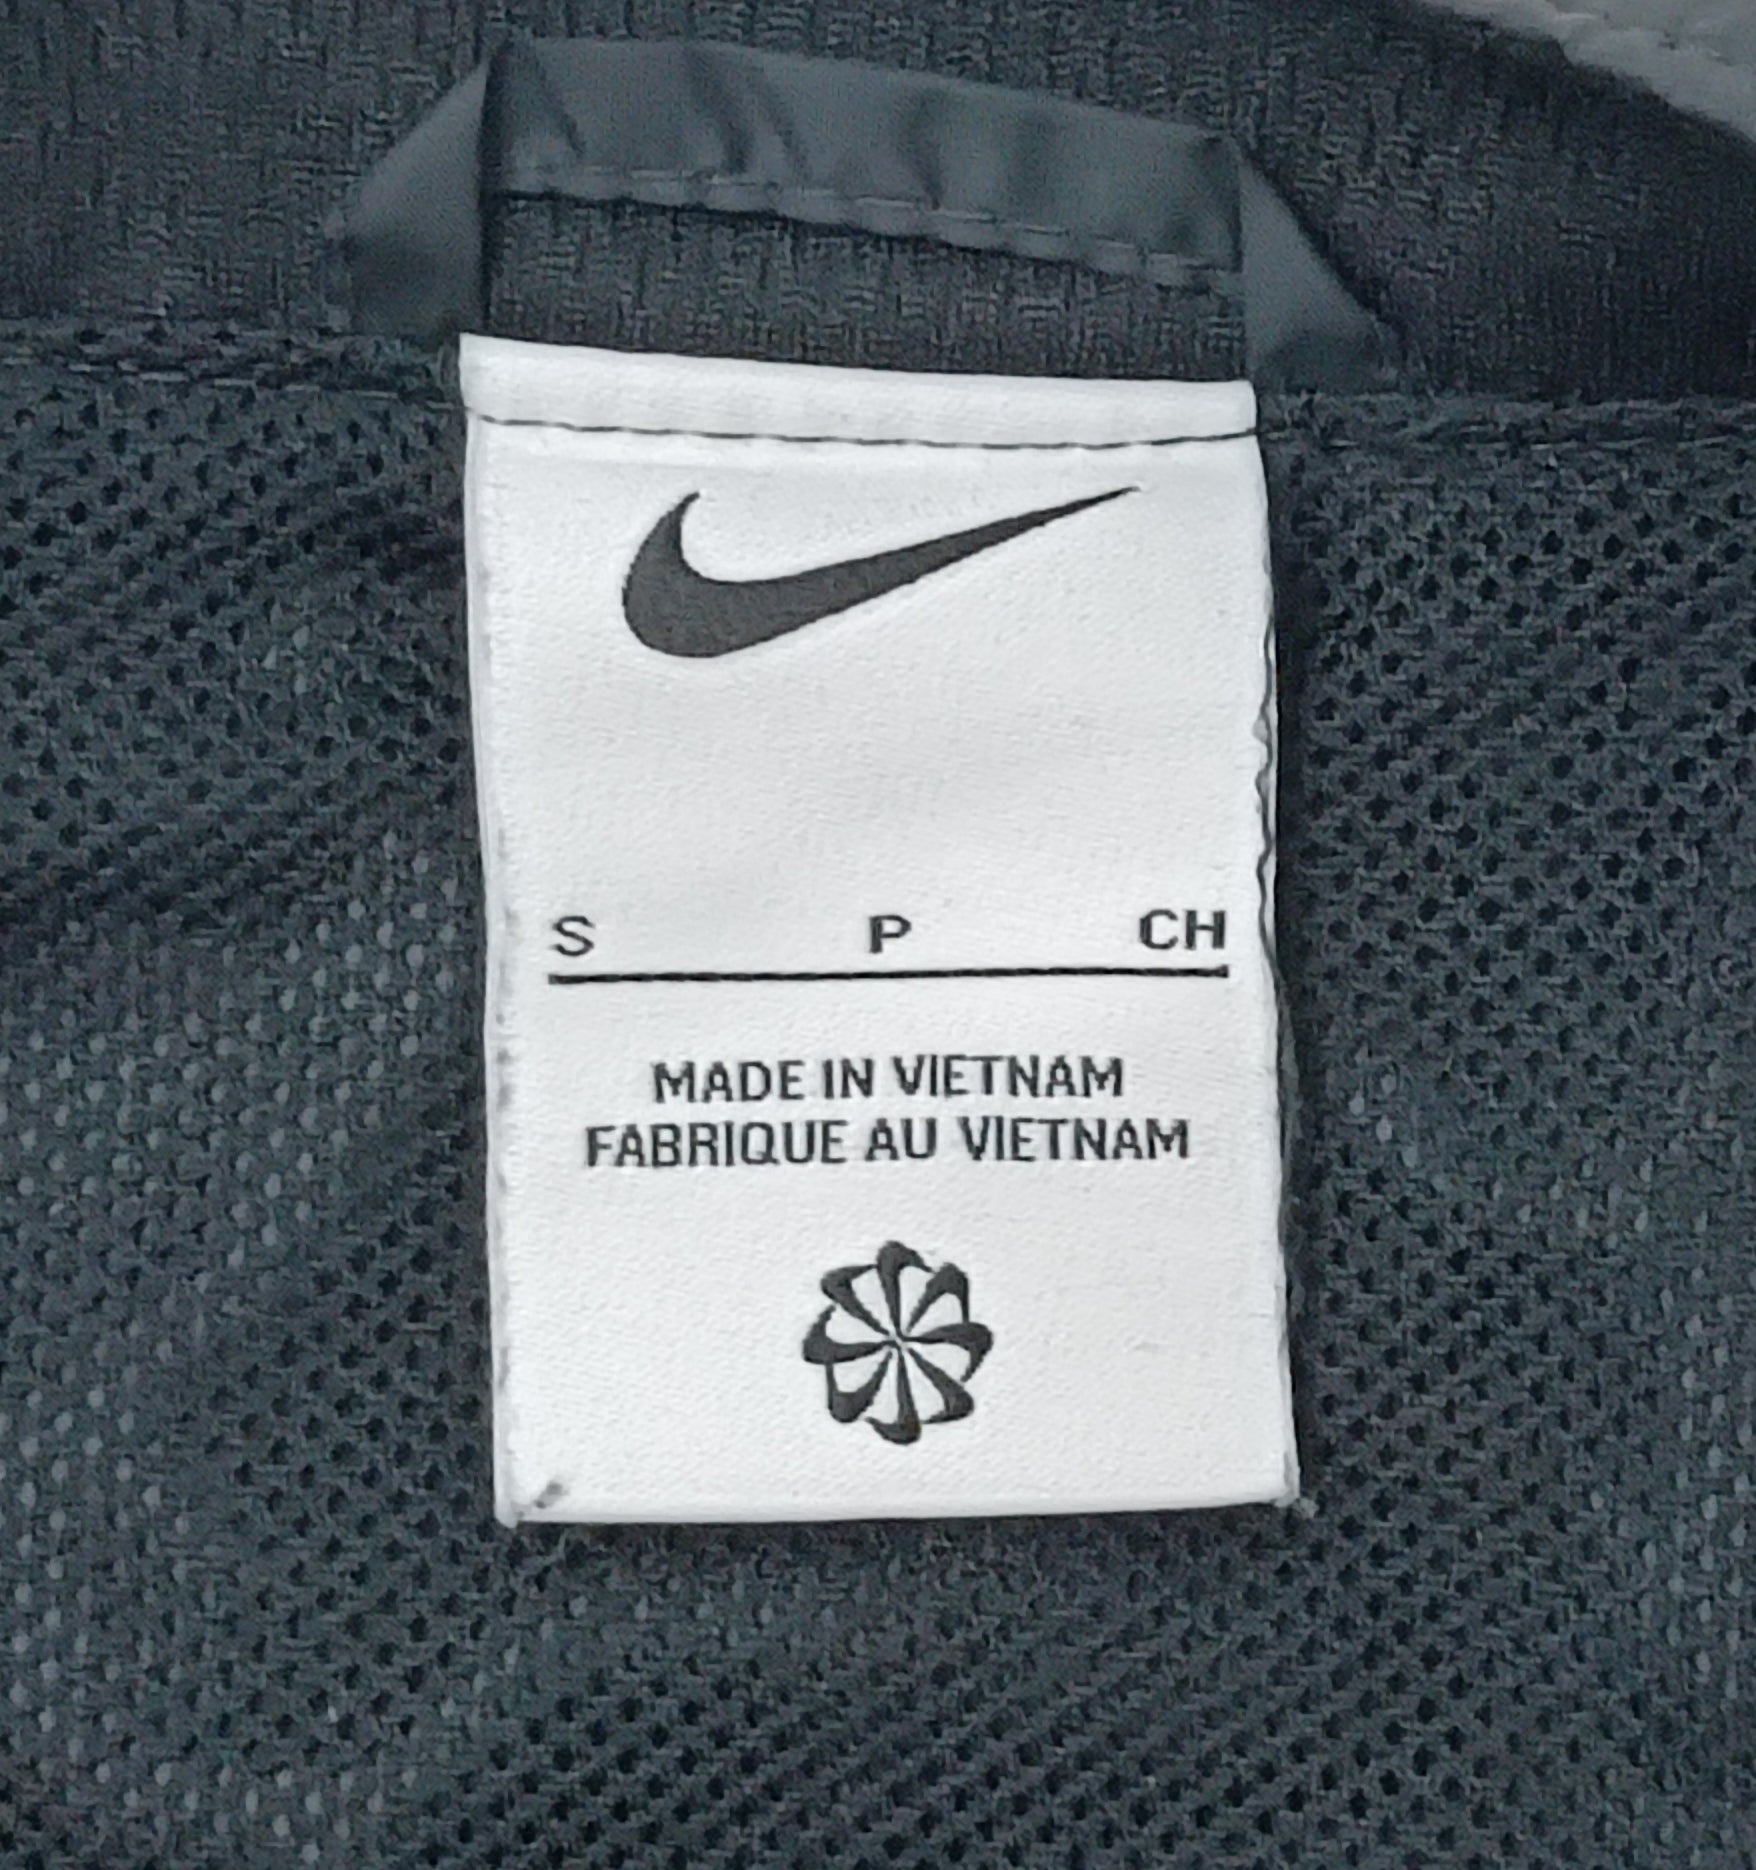 S P CH
MADE IN VIETNAM
FABRIQUE AU VIETNAM